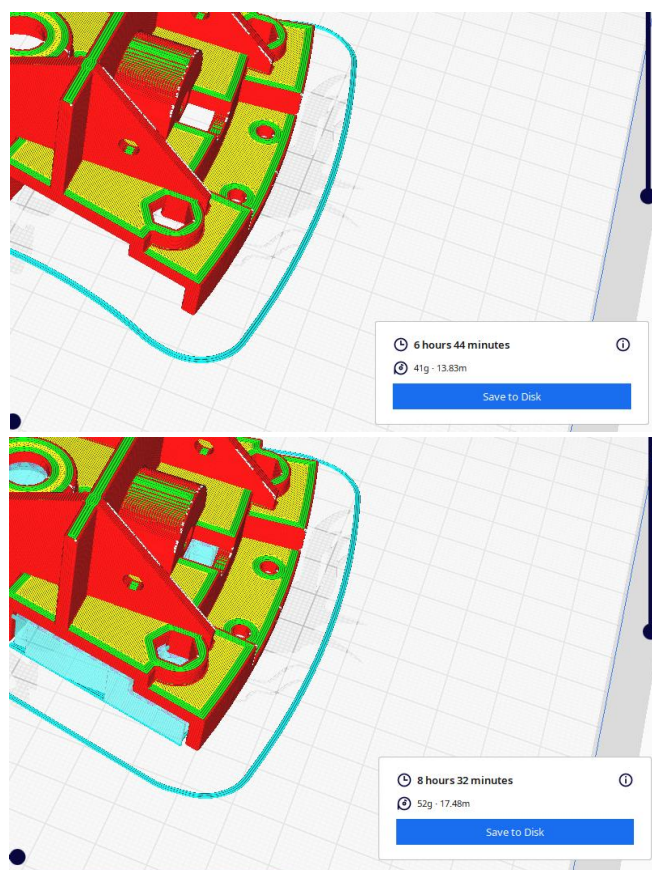 6 hours 44 minutes
41g · 13.83m
Save to Disk
8 hours 32 minutes
52g · 17.48m
Save to Disk